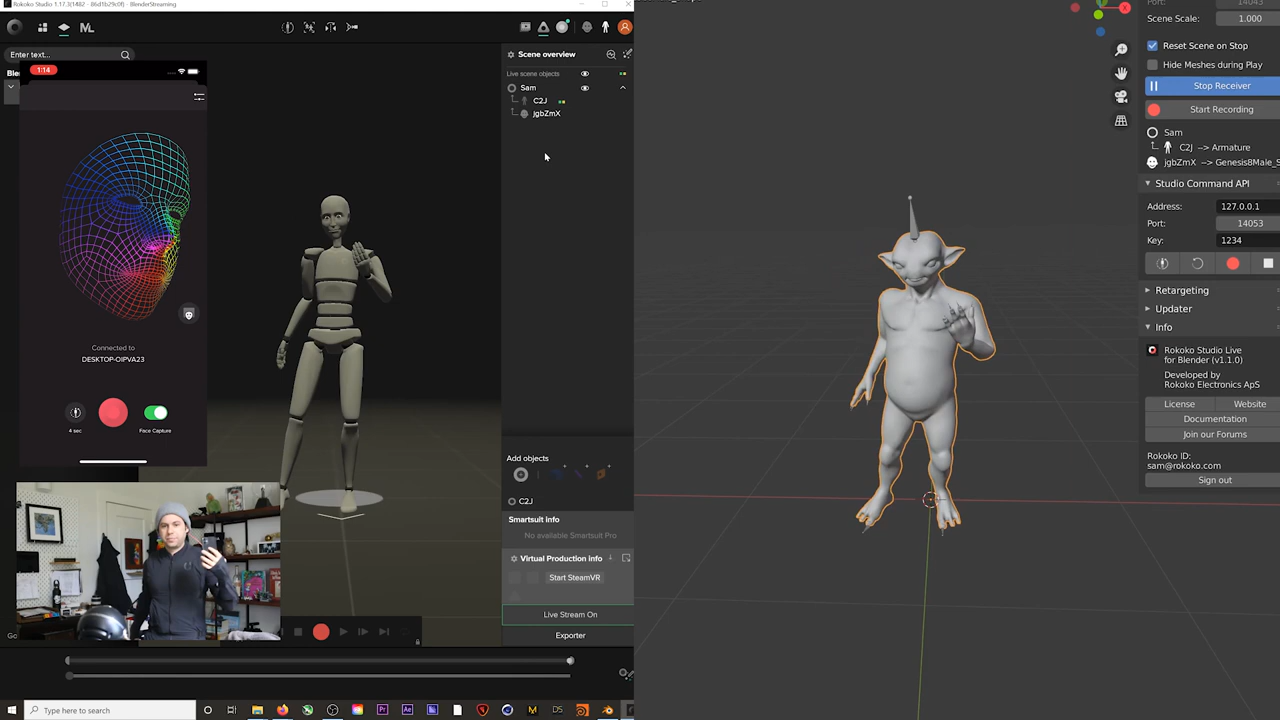 Rokoko Studio 1.17.3(1482 - 86d1b29c0f) - BlenderStreaming
ML
Enter text...
Scene overview
Live scene objects
Sam
C2J
jgbZmX
1:14
Connected to
DESKTOP-OIPVA23
4 sec
Face Capture
Add objects
C2J
Smartsuit Info
No available Smartsuit Pro
Virtual Production info
Start SteamVR
Live Stream On
Exporter
Type here to search
14043
Scene Scale:
1.000
Reset Scene on Stop
Hide Meshes during Play
Stop Receiver
Start Recording
Sam
C2J --> Armature
jgbZmX --> Genesis8Male_S
Studio Command API
Address:
127.0.0.1
Port:
14053
Key:
1234
Retargeting
Updater
Info
Rokoko Studio Live
for Blender (v1.1.0)
Developed by
Rokoko Electronics ApS
License
Website
Documentation
Join our Forums
Rokoko ID:
sam@rokoko.com
Sign out